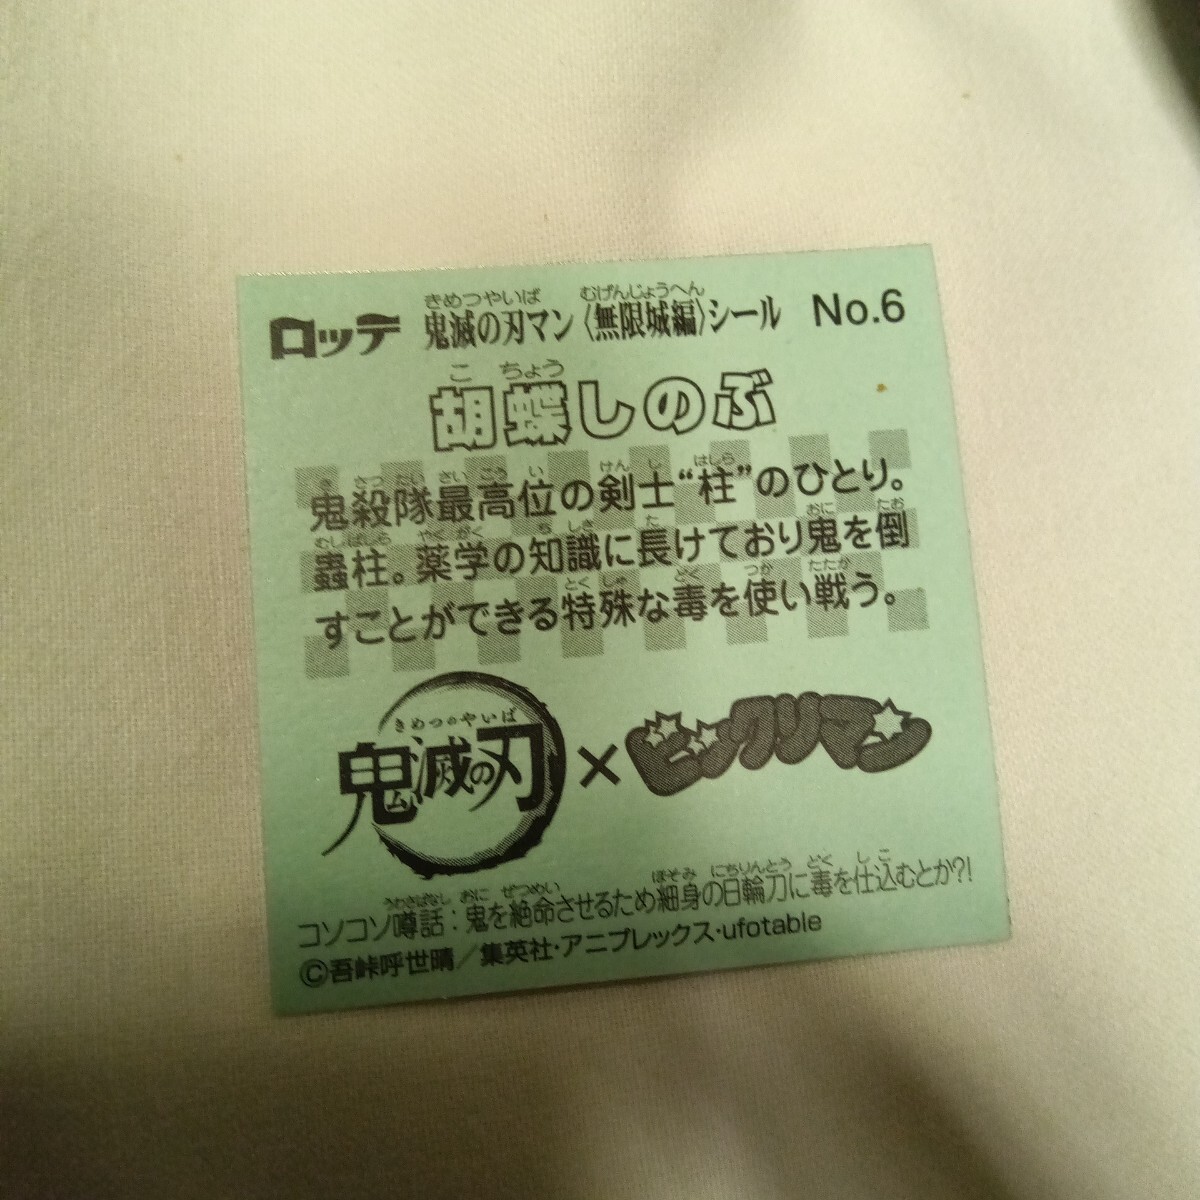 ロッテ 鬼滅の刃マン〈無限城編〉シール No.6
胡蝶しのぶ
鬼殺隊最高位の剣士“柱”のひとり。
蟲柱。薬学の知識に長けており鬼を倒
すことができる特殊な毒を使い戦う。
鬼滅の刃×ビックリマン
コソコソ噂話：鬼を絶命させるため細身の日輪刀に毒を仕込むとか?!
©吾峠呼世晴／集英社・アニプレックス・ufotable